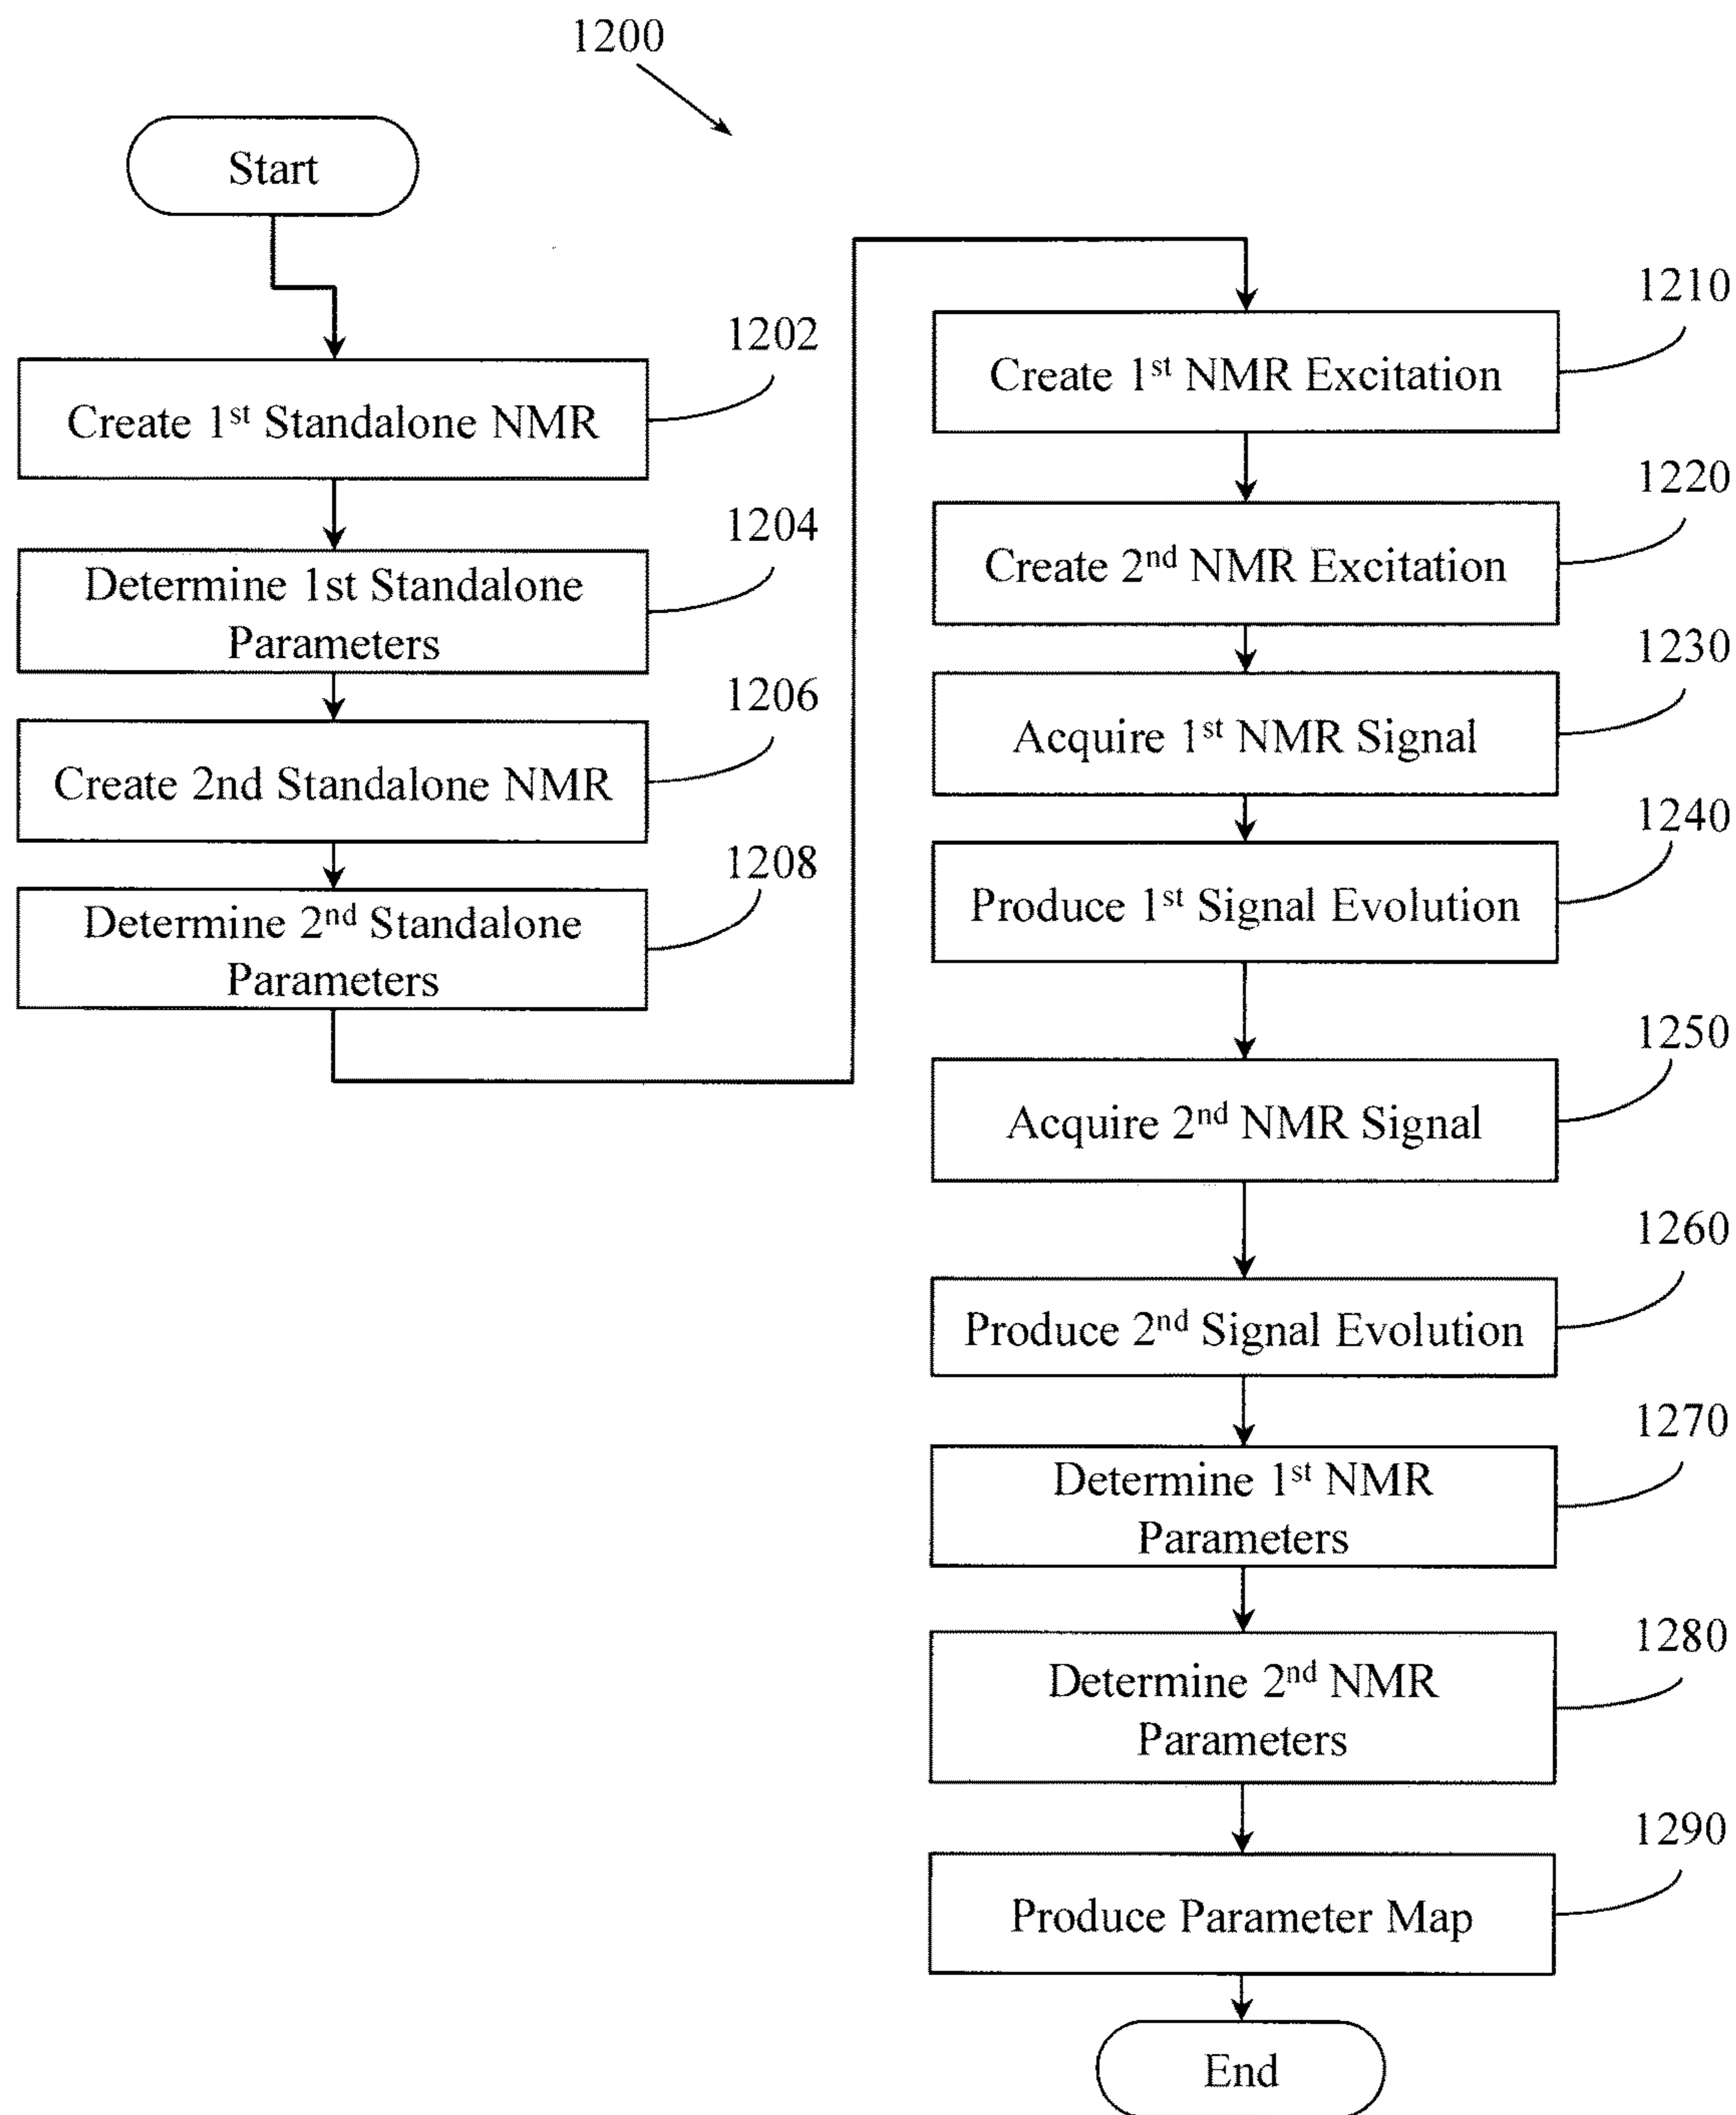 1200
Start
1202
Create 1st Standalone NMR
1204
Determine 1st Standalone
Parameters
1206
Create 2nd Standalone NMR
1208
Determine 2nd Standalone
Parameters
1210
Create 1st NMR Excitation
1220
Create 2nd NMR Excitation
1230
Acquire 1st NMR Signal
1240
Produce 1st Signal Evolution
1250
Acquire 2nd NMR Signal
1260
Produce 2nd Signal Evolution
1270
Determine 1st NMR
Parameters
1280
Determine 2nd NMR
Parameters
1290
Produce Parameter Map
End